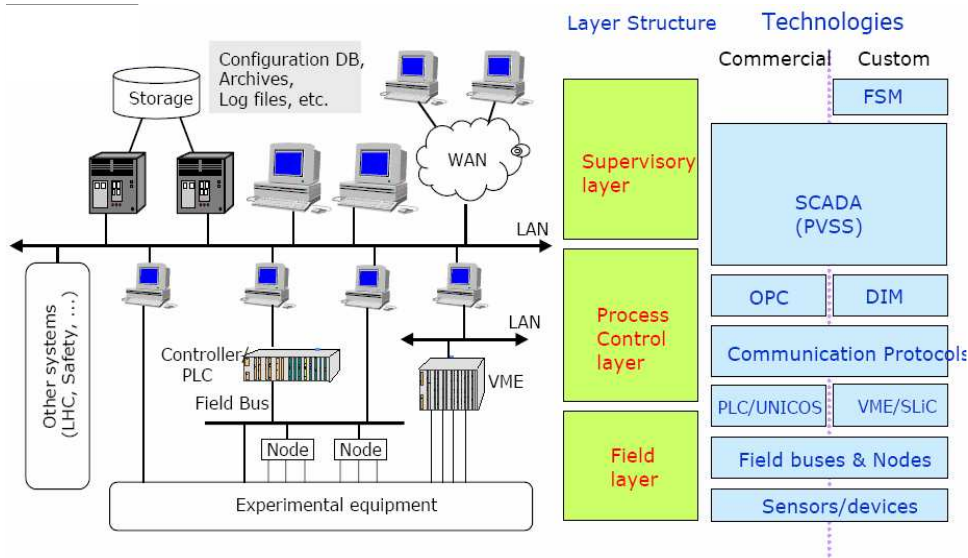 Configuration DB,
Archives,
Log files, etc.
Storage
WAN
LAN
Other systems
(LHC, Safety, ...)
LAN
Controller/
PLC
VME
Field Bus
Node
Node
Experimental equipment
Layer Structure
Supervisory
layer
Process
Control
layer
Field
layer
Technologies
Commercial
Custom
FSM
SCADA
(PVSS)
OPC
DIM
Communication Protocols
PLC/UNICOS
VME/SLiC
Field buses & Nodes
Sensors/devices